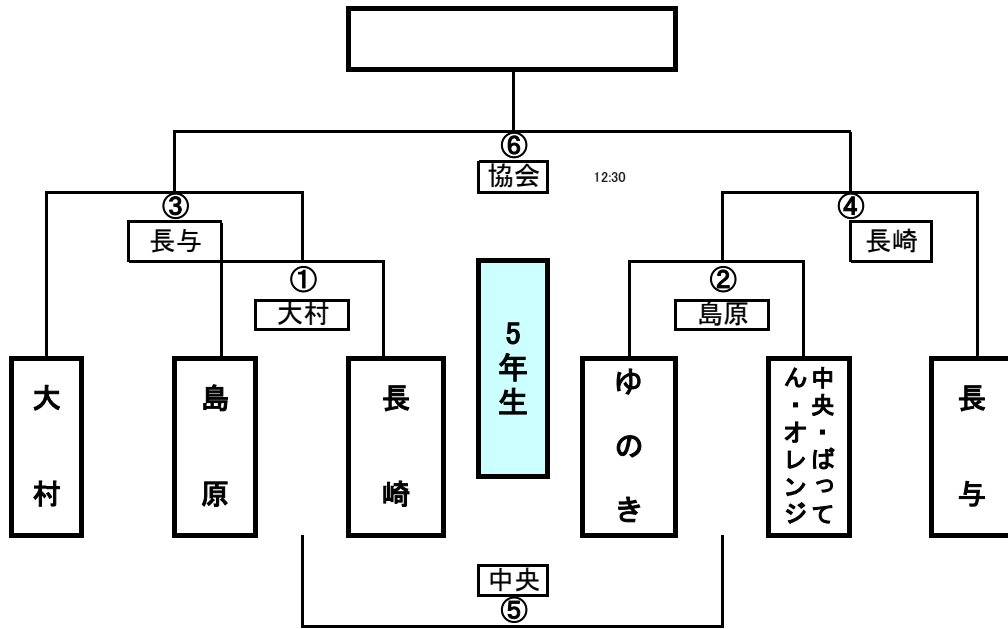 ⑥
協会
12:30
③
④
長与
長崎
①
②
大村
島原
5年生
大村
島原
長崎
ゆのき
中央・ばって
ん・オレンジ
長与
中央
⑤